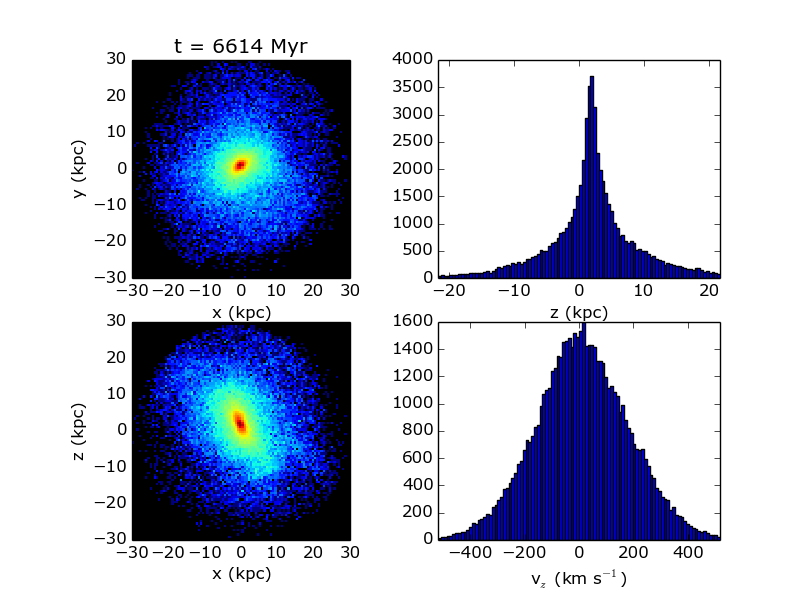 t = 6614 Myr
30
20
10
0
−10
−20
−30
y (kpc)
−30 −20 −10 0 10 20 30
x (kpc)
4000
3500
3000
2500
2000
1500
1000
500
0
−20 −10 0 10 20
z (kpc)
30
20
10
0
−10
−20
−30
z (kpc)
−30 −20 −10 0 10 20 30
x (kpc)
1600
1400
1200
1000
800
600
400
200
0
−400 −200 0 200 400
v_z (km s^−1)